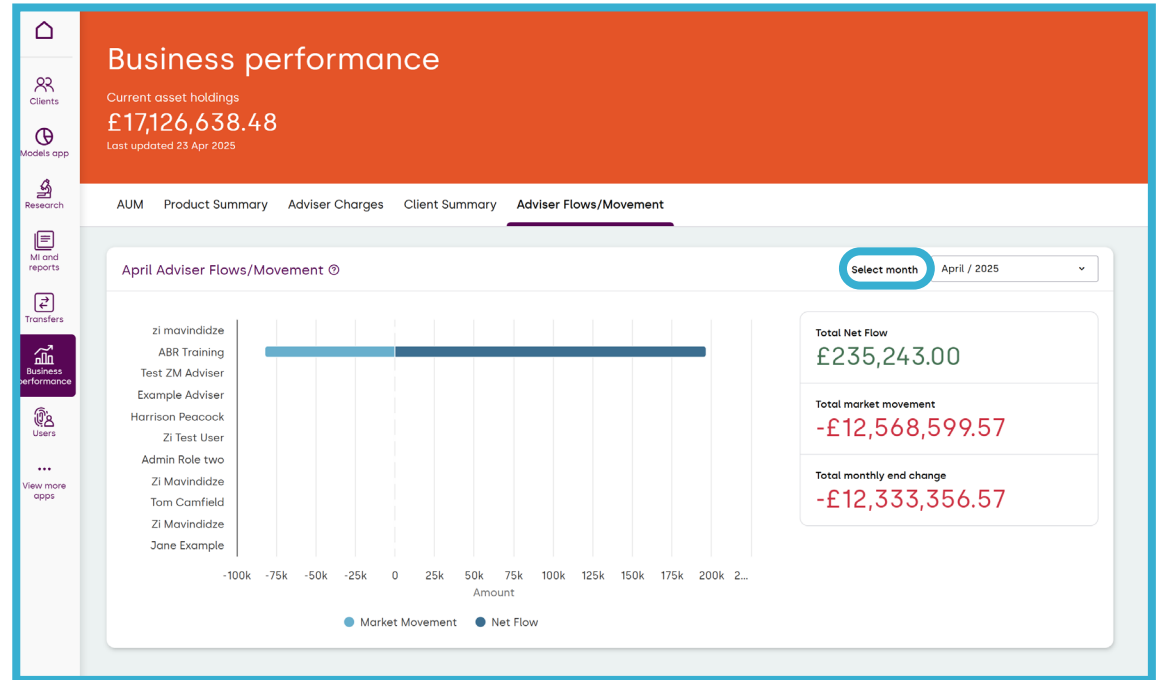 Business performance
Current asset holdings
£17,126,638.48
Last updated 23 Apr 2025
Clients
Models app
Research
MI and
reports
Transfers
Business
performance
Users
View more
apps
AUM Product Summary Adviser Charges Client Summary Adviser Flows/Movement
April Adviser Flows/Movement
Select month April / 2025
zi mavindidze
ABR Training
Test ZM Adviser
Example Adviser
Harrison Peacock
Zi Test User
Admin Role two
Zi Mavindidze
Tom Camfield
Zi Mavindidze
Jane Example
-100k -75k -50k -25k 0 25k 50k 75k 100k 125k 150k 175k 200k 2...
Amount
Market Movement Net Flow
Total Net Flow
£235,243.00
Total market movement
-£12,568,599.57
Total monthly end change
-£12,333,356.57